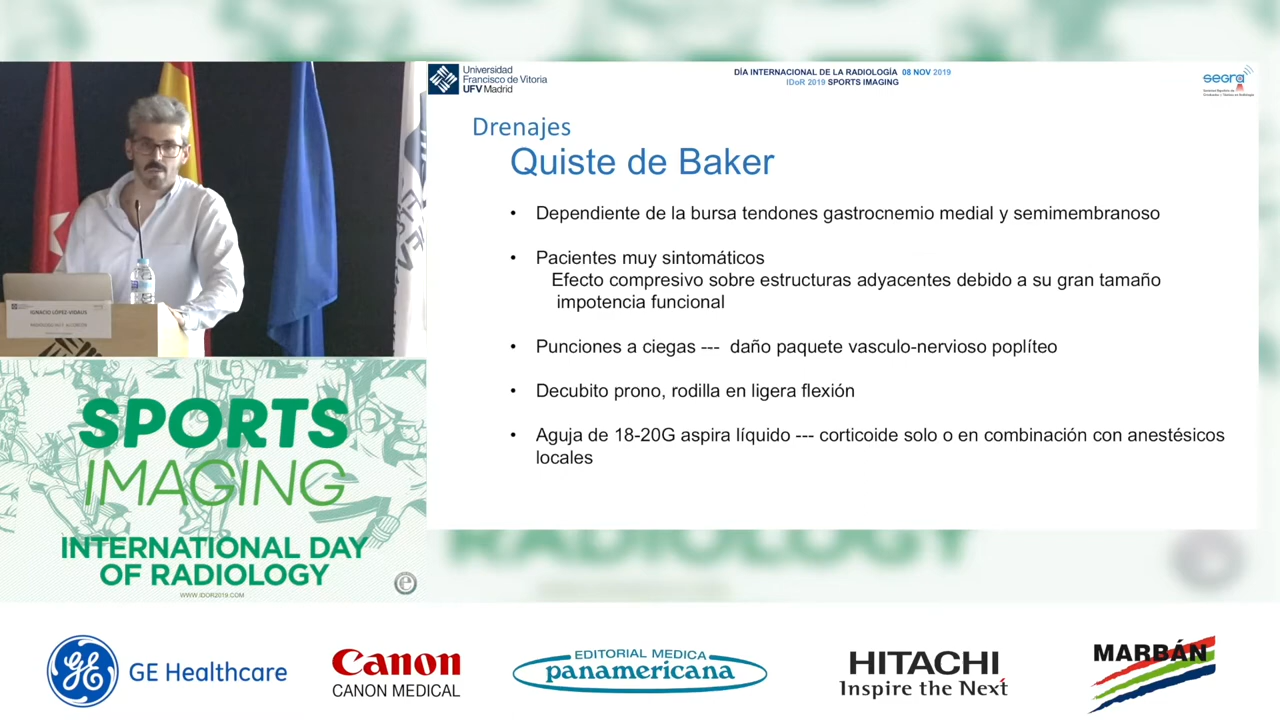 Universidad
Francisco de Vitoria
UFV Madrid
DÍA INTERNACIONAL DE LA RADIOLOGÍA 08 NOV 2019
IDoR 2019 SPORTS IMAGING
segra
Drenajes
Quiste de Baker
• Dependiente de la bursa tendones gastrocnemio medial y semimembranoso
• Pacientes muy sintomáticos
Efecto compresivo sobre estructuras adyacentes debido a su gran tamaño
impotencia funcional
• Punciones a ciegas --- daño paquete vasculo-nervioso poplíteo
• Decubito prono, rodilla en ligera flexión
• Aguja de 18-20G aspira líquido --- corticoide solo o en combinación con anestésicos
locales
IGNACIO LÓPEZ-VIDAUR
SPORTS
IMAGING
INTERNATIONAL DAY
OF RADIOLOGY
WWW.IDOR2019.COM
RADIOLOGY
GE Healthcare
Canon
CANON MEDICAL
EDITORIAL MEDICA
panamericana
HITACHI
Inspire the Next
MARBÁN